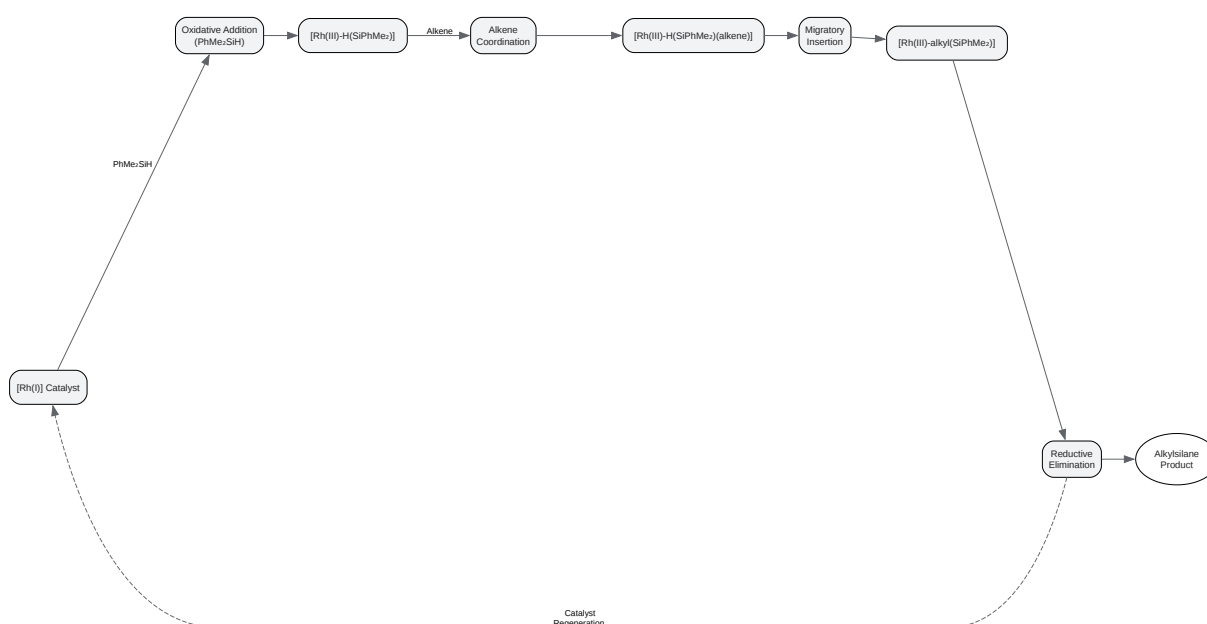 Oxidative Addition
(PhMe₂SiH)
[Rh(III)-H(SiPhMe₂)]
Alkene
Alkene
Coordination
[Rh(III)-H(SiPhMe₂)(alkene)]
Migratory
Insertion
[Rh(III)-alkyl(SiPhMe₂)]
PhMe₂SiH
[Rh(I)] Catalyst
Reductive
Elimination
Alkylsilane
Product
Catalyst
Regeneration